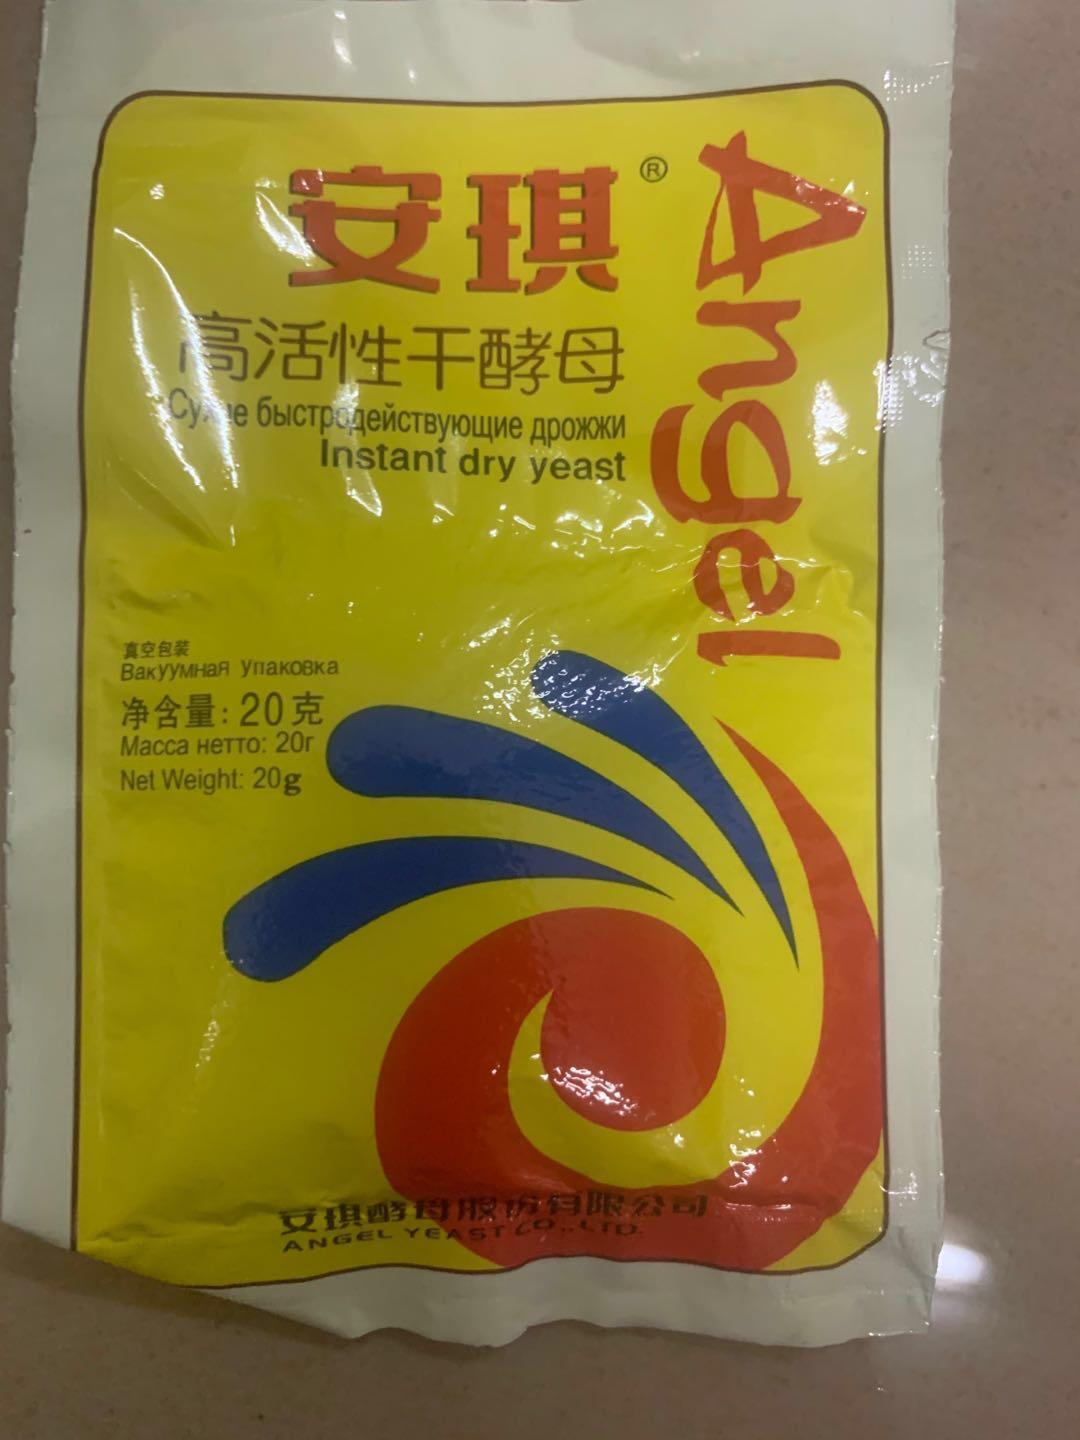 安琪®
Angel
高活性干酵母
Сухие быстродействующие дрожжи
Instant dry yeast
真空包装
Вакуумная упаковка
净含量: 20克
Масса нетто: 20г
Net Weight: 20g
安琪酵母股份有限公司
ANGEL YEAST CO., LTD.